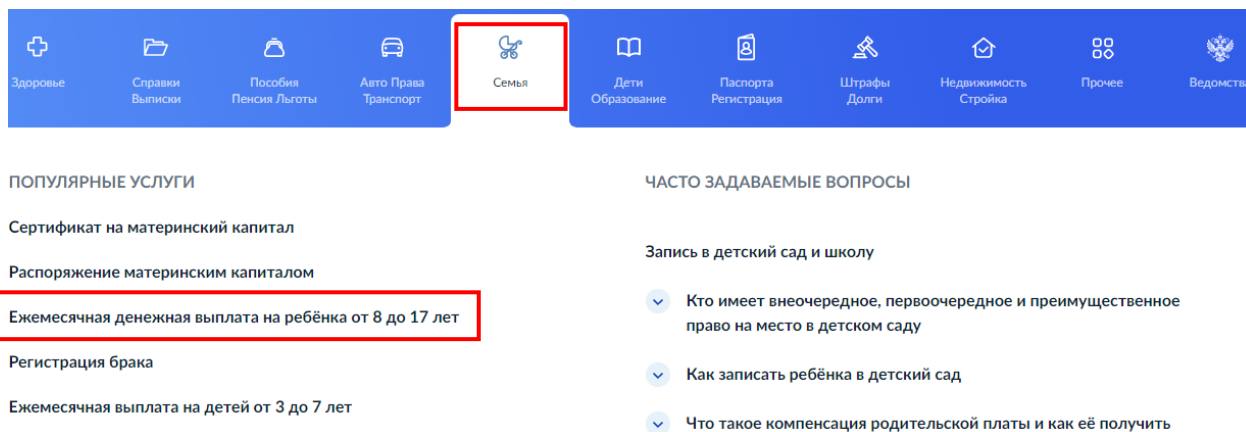 Здоровье
Справки
Выписки
Пособия
Пенсия Льготы
Авто Права
Транспорт
Семья
Дети
Образование
Паспорта
Регистрация
Штрафы
Долги
Недвижимость
Стройка
Прочее
Ведомства
ПОПУЛЯРНЫЕ УСЛУГИ
Сертификат на материнский капитал
Распоряжение материнским капиталом
Ежемесячная денежная выплата на ребёнка от 8 до 17 лет
Регистрация брака
Ежемесячная выплата на детей от 3 до 7 лет
ЧАСТО ЗАДАВАЕМЫЕ ВОПРОСЫ
Запись в детский сад и школу
Кто имеет внеочередное, первоочередное и преимущественное
право на место в детском саду
Как записать ребёнка в детский сад
Что такое компенсация родительской платы и как её получить